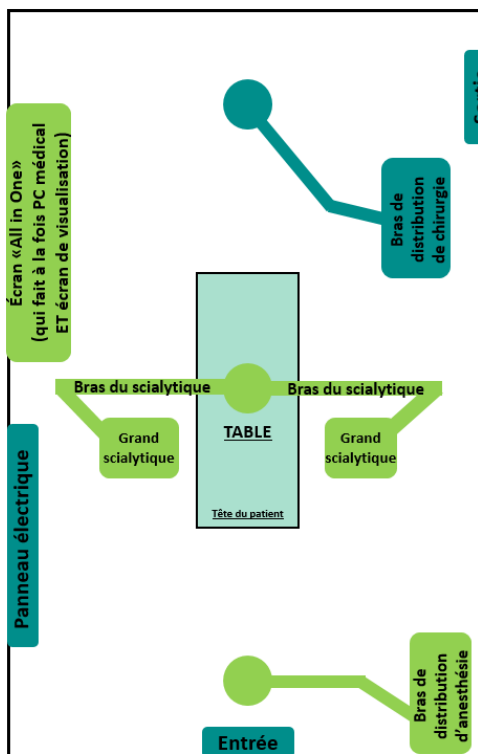 Écran «All in One»
(qui fait à la fois PC médical
ET écran de visualisation)
Bras de
distribution
de chirurgie
Bras du scialytique
Bras du scialytique
Grand
scialytique
TABLE
Grand
scialytique
Tête du patient
Panneau électrique
Bras de
distribution
d'anesthésie
Entrée